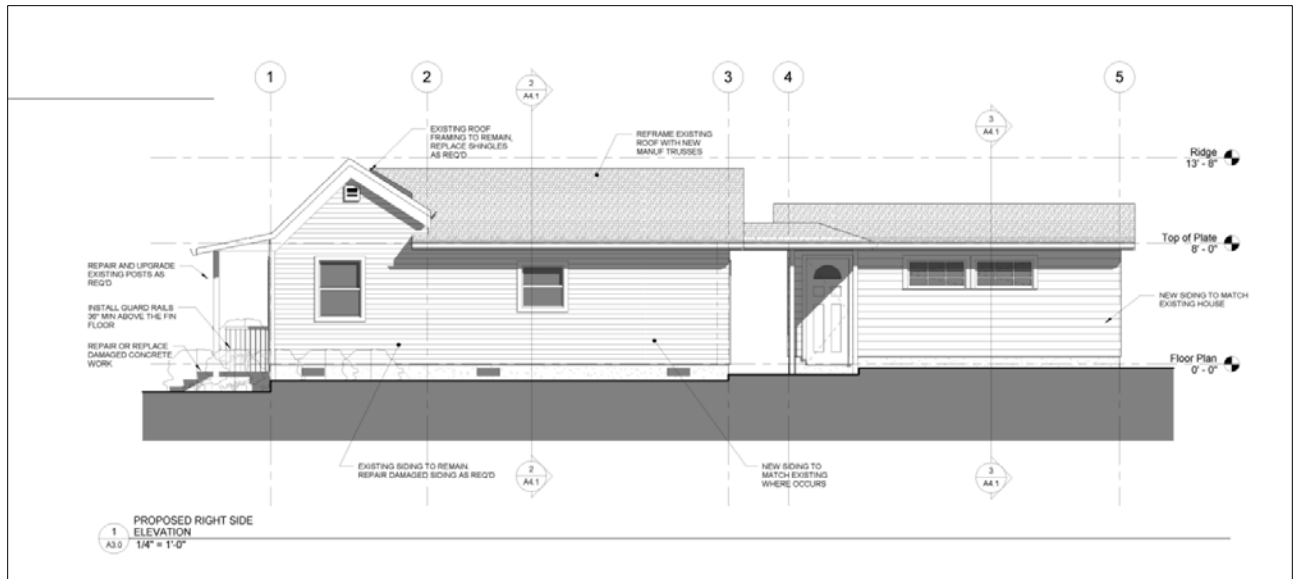 1
2
3
4
5
2
A4.1
3
A4.1
EXISTING ROOF
FRAMING TO REMAIN,
REPLACE SHINGLES
AS REQ'D
REFRAME EXISTING
ROOF WITH NEW
MANUF TRUSSES
Ridge
13' - 8"
Top of Plate
8' - 0"
REPAIR AND UPGRADE
EXISTING POSTS AS
REQ'D
INSTALL GUARD RAILS
36" MIN ABOVE THE FIN
FLOOR
REPAIR OR REPLACE
DAMAGED CONCRETE
WORK
NEW SIDING TO MATCH
EXISTING HOUSE
Floor Plan
0' - 0"
EXISTING SIDING TO REMAIN.
REPAIR DAMAGED SIDING AS REQ'D
2
A4.1
NEW SIDING TO
MATCH EXISTING
WHERE OCCURS
3
A4.1
1
A3.0
PROPOSED RIGHT SIDE
ELEVATION
1/4" = 1'-0"